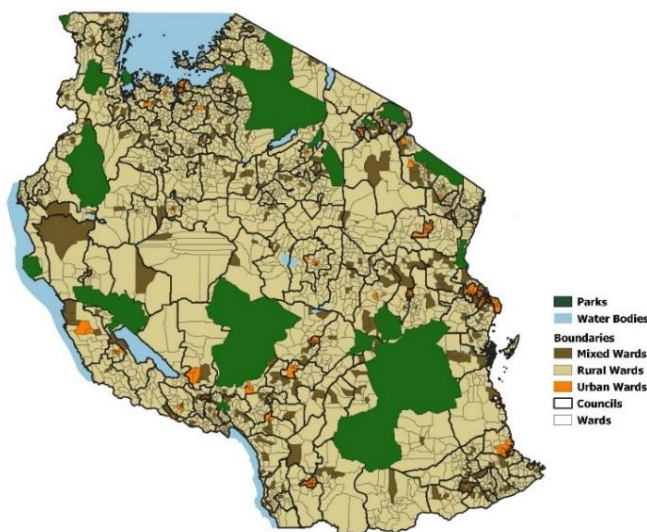 Parks
Water Bodies
Boundaries
Mixed Wards
Rural Wards
Urban Wards
Councils
Wards